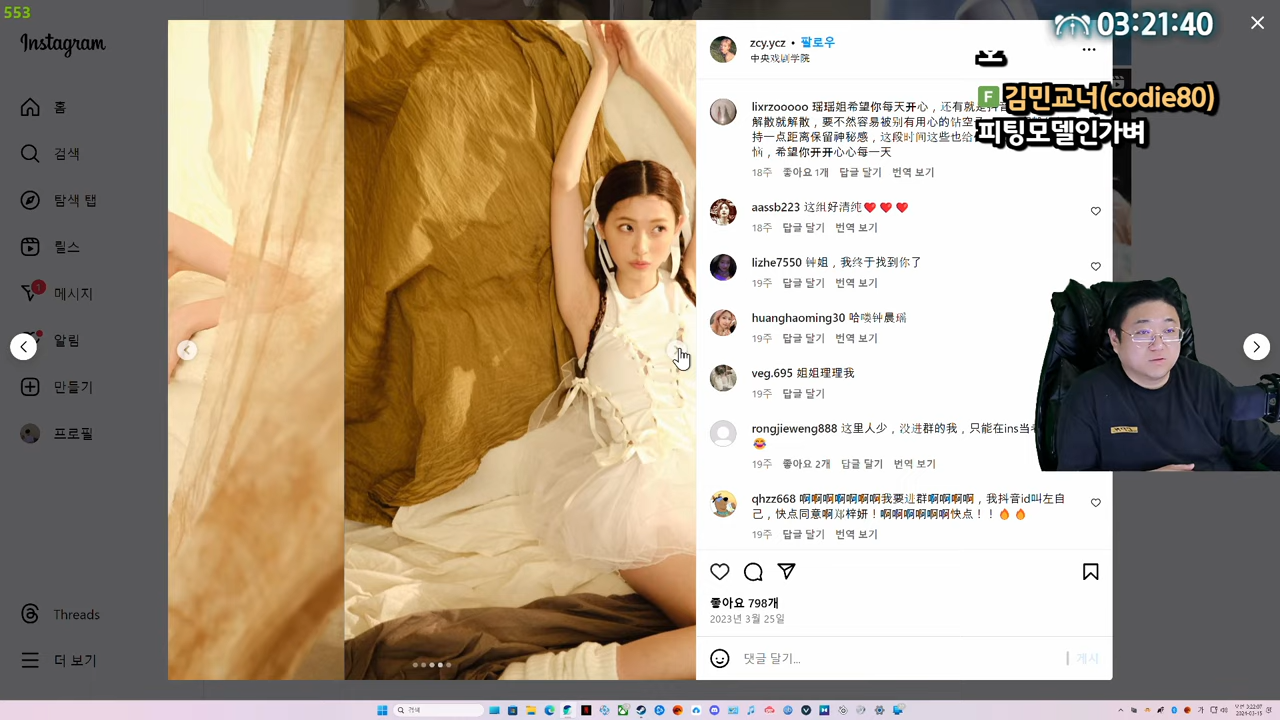 553
03:21:40
Instagram
zcy.ycz • 팔로우
中央戏剧学院
F 김민교너(codie80)
피팅모델인가벼
홈
검색
탐색 탭
릴스
1
메시지
알림
만들기
프로필
Threads
더 보기
lixrzooooo 瑶瑶姐希望你每天开心，还有就是抖音
解散就解散，要不然容易被别有用心的
持一点距离保留神秘感，这段时间这些也给
恼，希望你开开心心每一天
18주 좋아요 1개 답글 달기 번역 보기
aassb223 这组好清纯❤️❤️❤️
18주 답글 달기 번역 보기
lizhe7550 钟姐，我终于找到你了
19주 답글 달기 번역 보기
huanghaoming30 哈喽钟晨瑶
19주 답글 달기 번역 보기
veg.695 姐姐理理我
19주 답글 달기
rongjieweng888 这里人少，没进群的我，只能在ins当
😂
19주 좋아요 2개 답글 달기 번역 보기
qhzz668 啊啊啊啊啊啊啊我要进群啊啊啊啊，我抖音id叫左自
己，快点同意啊郑梓妍！啊啊啊啊啊啊快点！！🔥🔥
19주 답글 달기 번역 보기
좋아요 798개
2023년 3월 25일
댓글 달기...
게시
검색
오전 3:22:07
2024-03-15